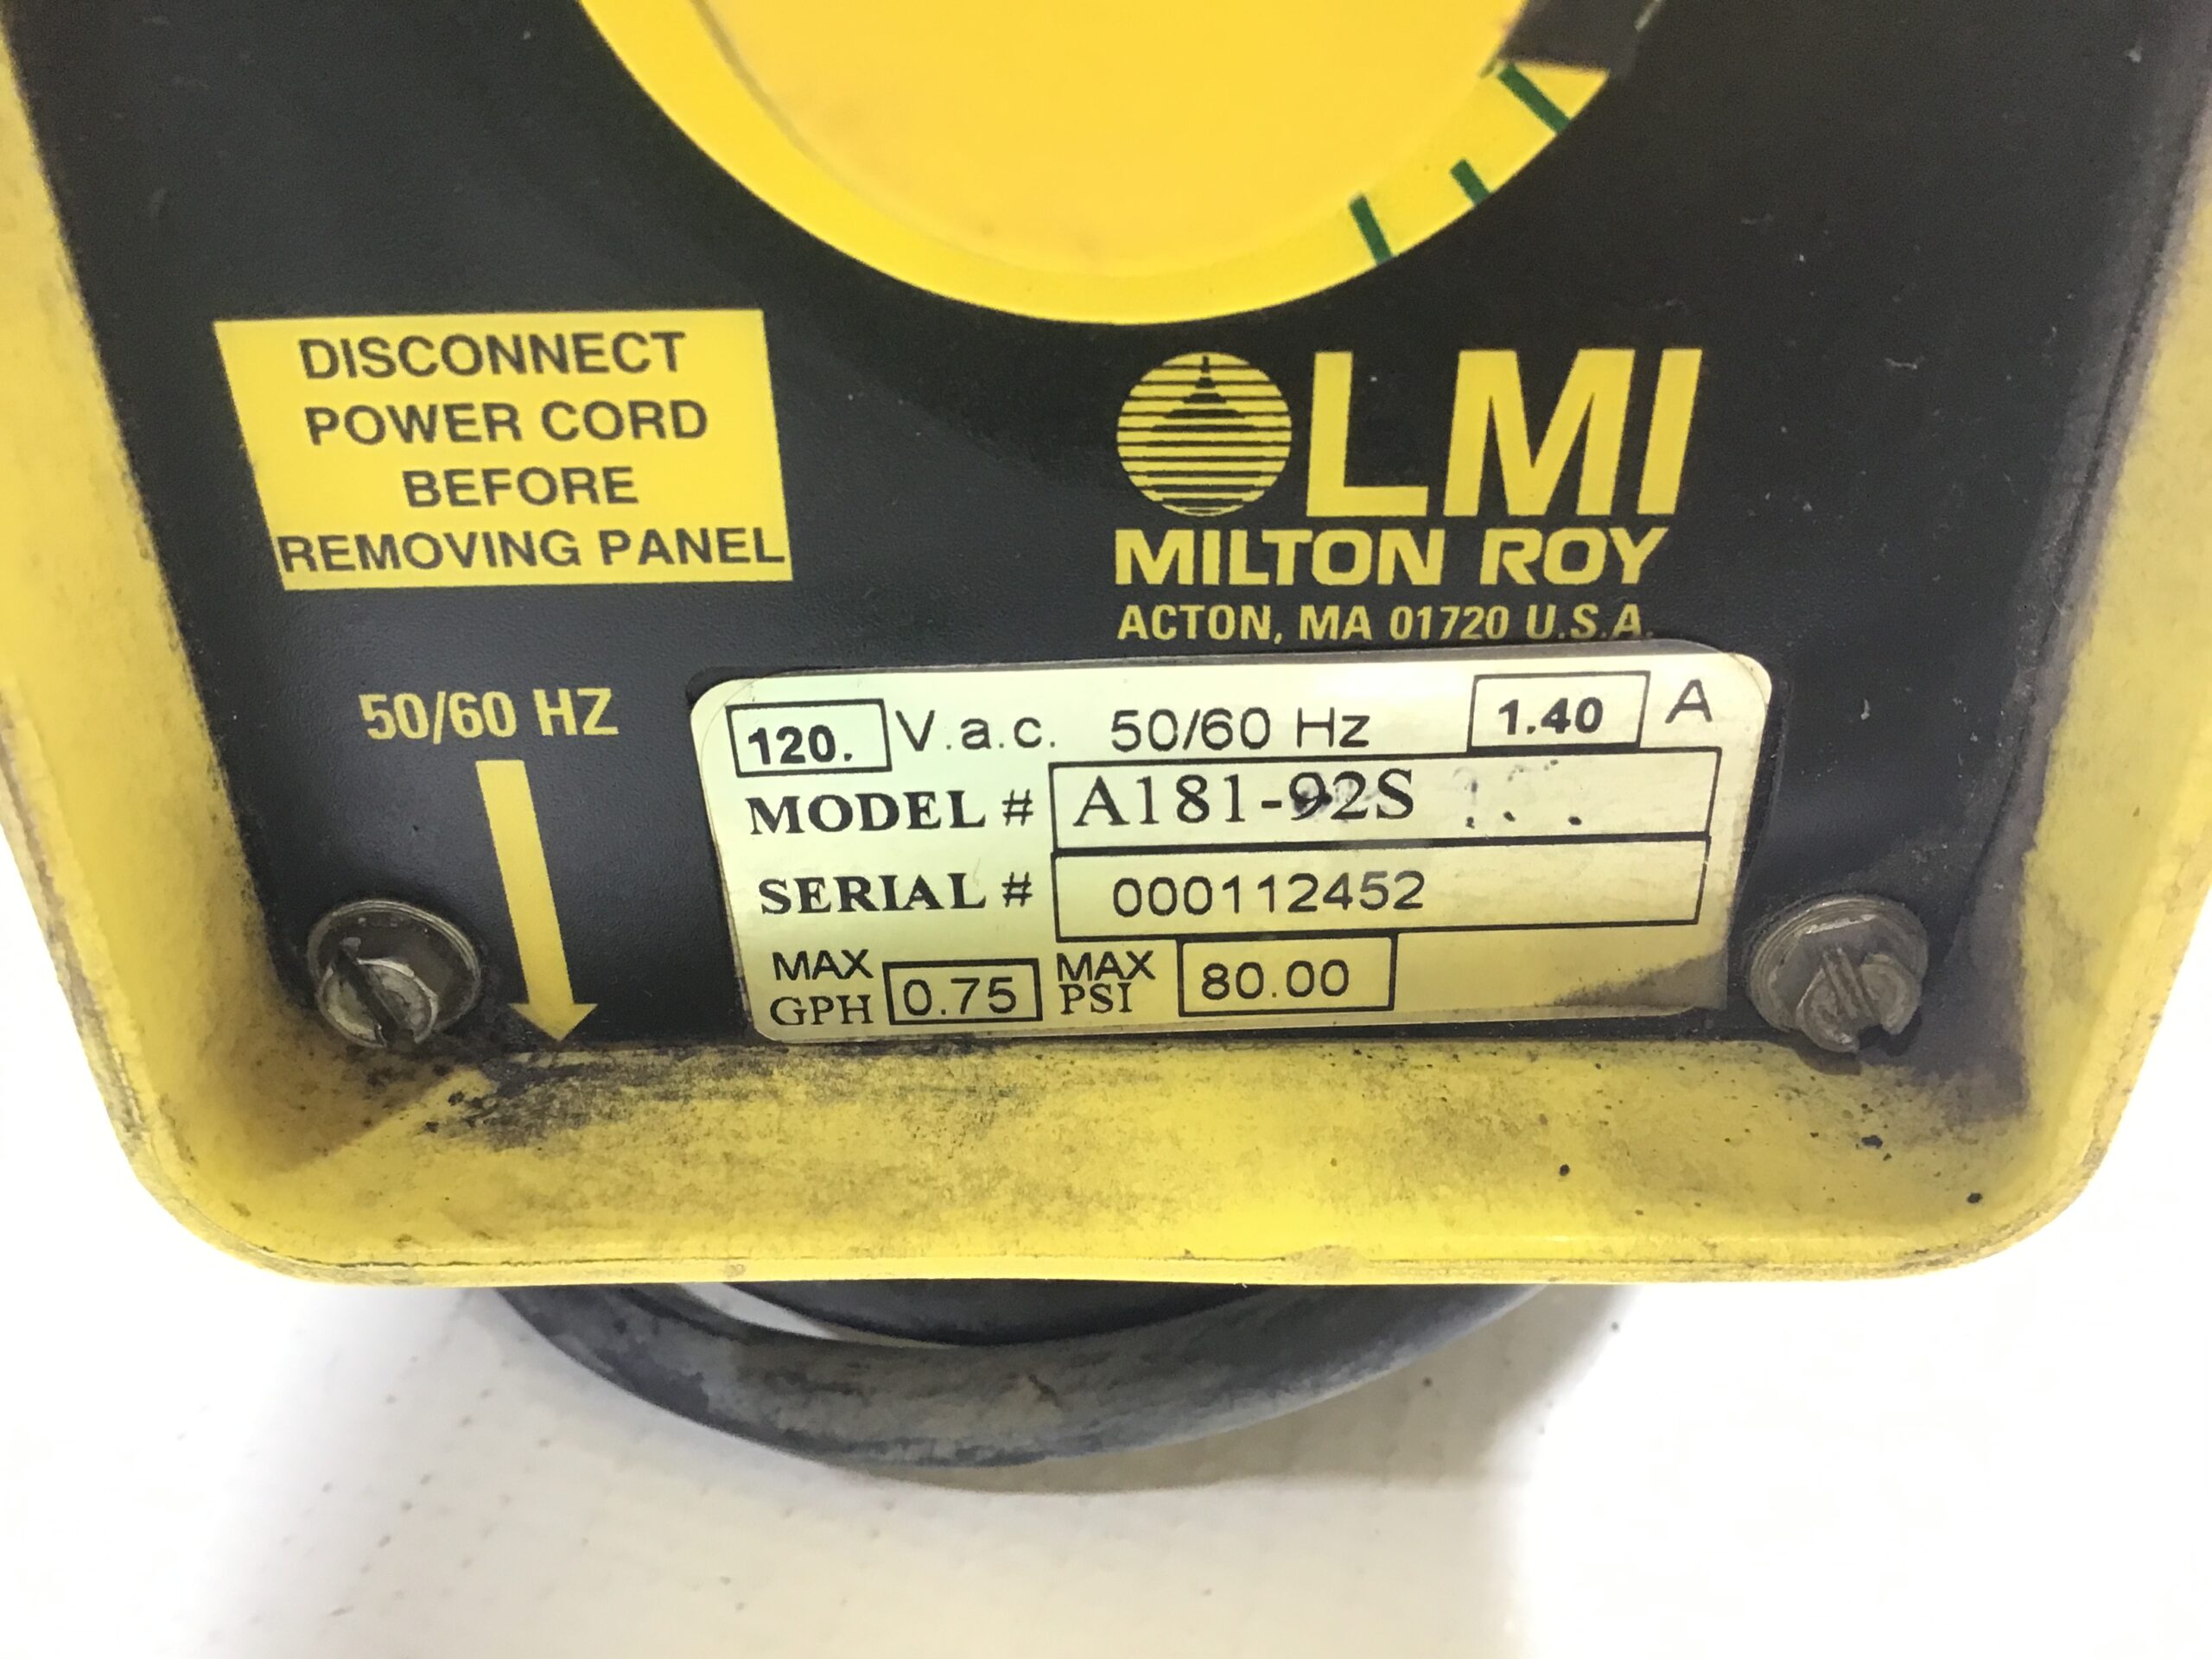 DISCONNECT
POWER CORD
BEFORE
REMOVING PANEL
LMI
MILTON ROY
ACTON, MA 01720 U.S.A.
50/60 HZ
120. V.a.c. 50/60 Hz 1.40 A
MODEL # A181-92S
SERIAL # 000112452
MAX GPH 0.75 MAX PSI 80.00